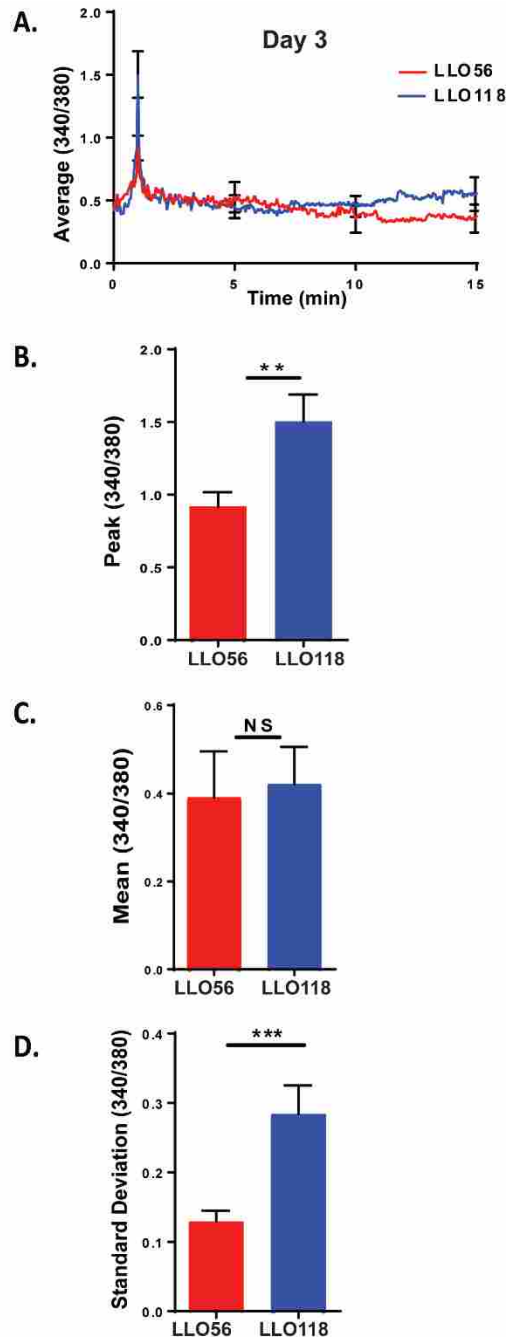 A.
Day 3
LLO56
LLO118
Average (340/380)
2.0
1.5
1.0
0.5
0.0
0 5 10 15
Time (min)
B.
**
Peak (340/380)
2.0
1.5
1.0
0.5
0.0
LLO56 LLO118
C.
NS
Mean (340/380)
0.6
0.4
0.2
0.0
LLO56 LLO118
D.
***
Standard Deviation (340/380)
0.4
0.3
0.2
0.1
0.0
LLO56 LLO118